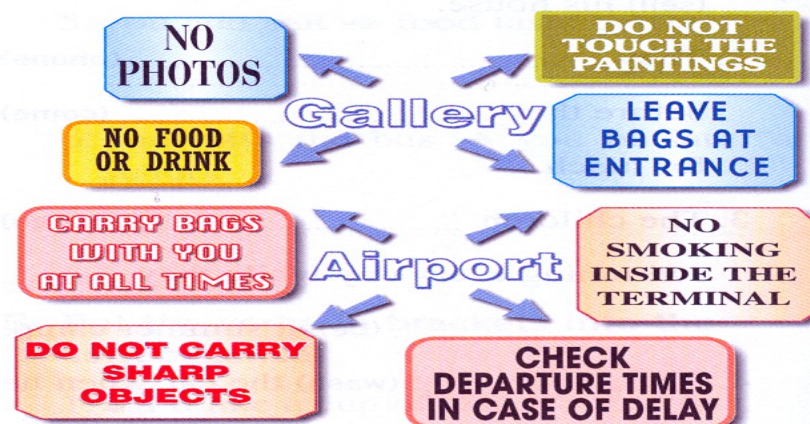 NO
PHOTOS
DO NOT
TOUCH THE
PAINTINGS
Gallery
NO FOOD
OR DRINK
LEAVE
BAGS AT
ENTRANCE
CARRY BAGS
WITH YOU
AT ALL TIMES
Airport
NO
SMOKING
INSIDE THE
TERMINAL
DO NOT CARRY
SHARP
OBJECTS
CHECK
DEPARTURE TIMES
IN CASE OF DELAY